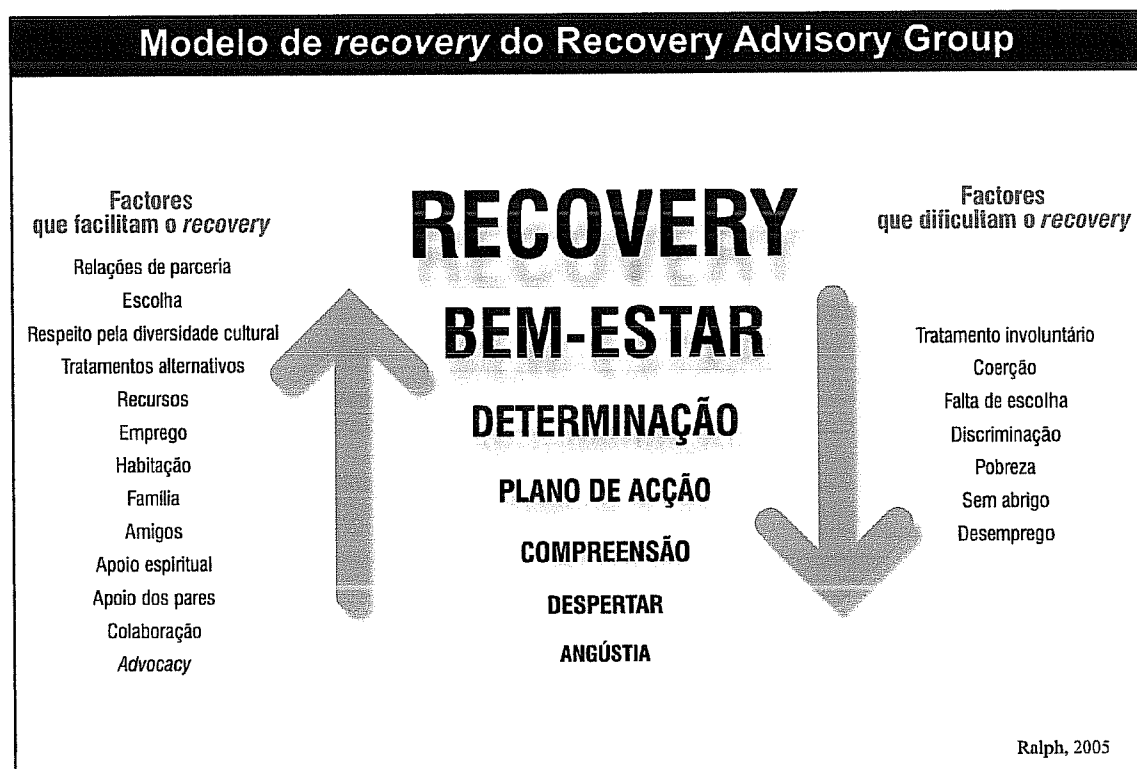 Modelo de recovery do Recovery Advisory Group
Factores
que facilitam o recovery
Relações de parceria
Escolha
Respeito pela diversidade cultural
Tratamentos alternativos
Recursos
Emprego
Habitação
Família
Amigos
Apoio espiritual
Apoio dos pares
Colaboração
Advocacy
RECOVERY
BEM-ESTAR
DETERMINAÇÃO
PLANO DE ACÇÃO
COMPREENSÃO
DESPERTAR
ANGÚSTIA
Factores
que dificultam o recovery
Tratamento involuntário
Coerção
Falta de escolha
Discriminação
Pobreza
Sem abrigo
Desemprego
Ralph, 2005